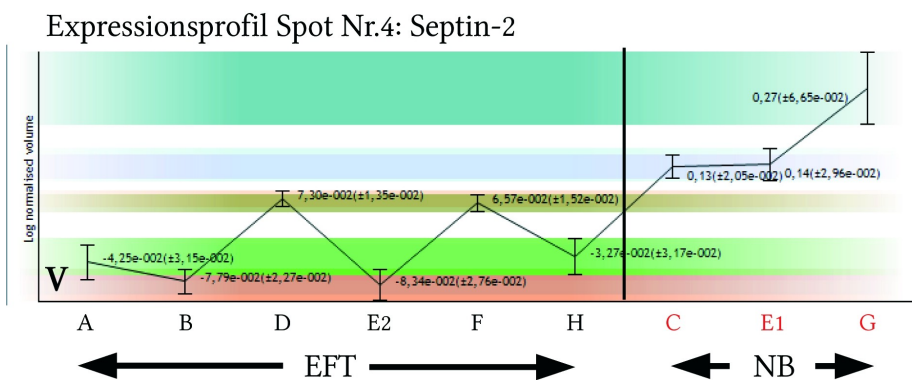 Expressionsprofil Spot Nr.4: Septin-2
Log normalised volume
0,27(±6,65e-002)
0,13(±2,05e-002)
0,14(±2,96e-002)
7,30e-002(±1,35e-002)
6,57e-002(±1,52e-002)
-4,25e-002(±3,15e-002)
-7,79e-002(±2,27e-002)
-8,34e-002(±2,76e-002)
-3,27e-002(±3,17e-002)
V
A B D E2 F H C E1 G
EFT NB